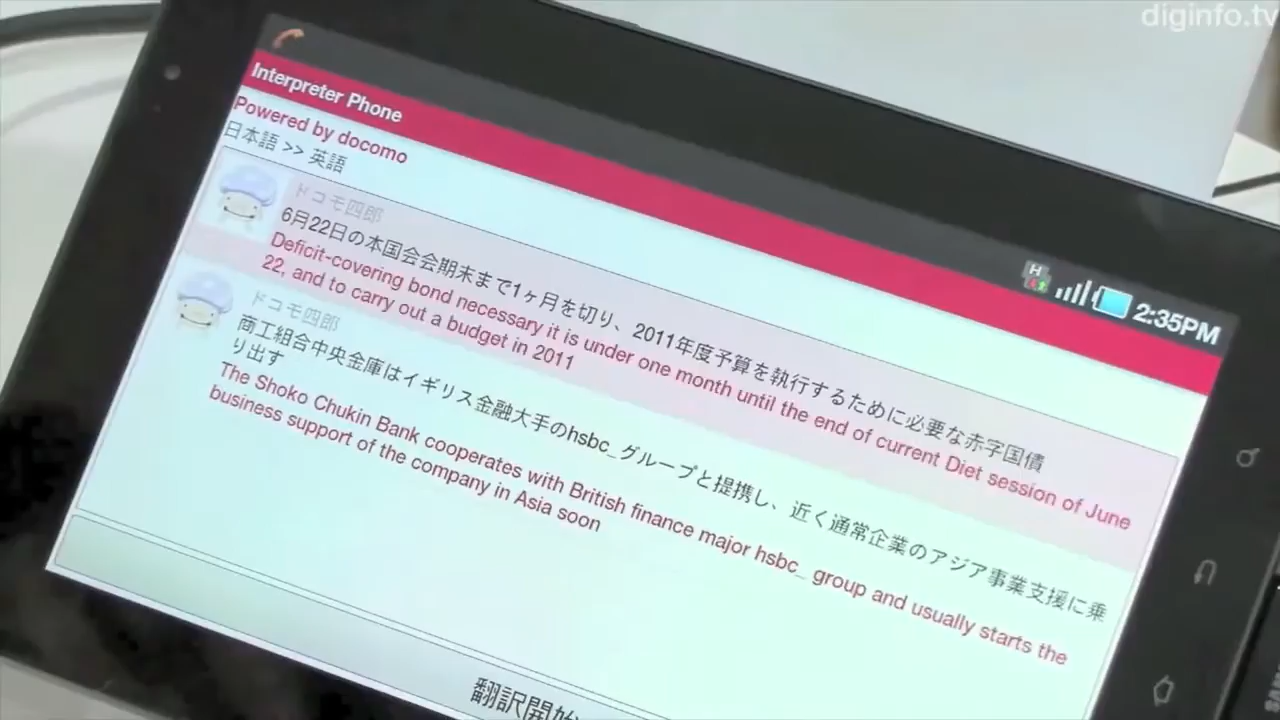 diginfo.tv
Interpreter Phone
2:35PM
Powered by docomo
日本語 >> 英語
ドコモ四郎
6月22日の本国会会期末まで1ヶ月を切り、2011年度予算を執行するために必要な赤字国債
Deficit-covering bond necessary it is under one month until the end of current Diet session of June
22, and to carry out a budget in 2011
ドコモ四郎
商工組合中央金庫はイギリス金融大手のhsbc_グループと提携し、近く通常企業のアジア事業支援に乗
り出す
The Shoko Chukin Bank cooperates with British finance major hsbc_ group and usually starts the
business support of the company in Asia soon
翻訳開始